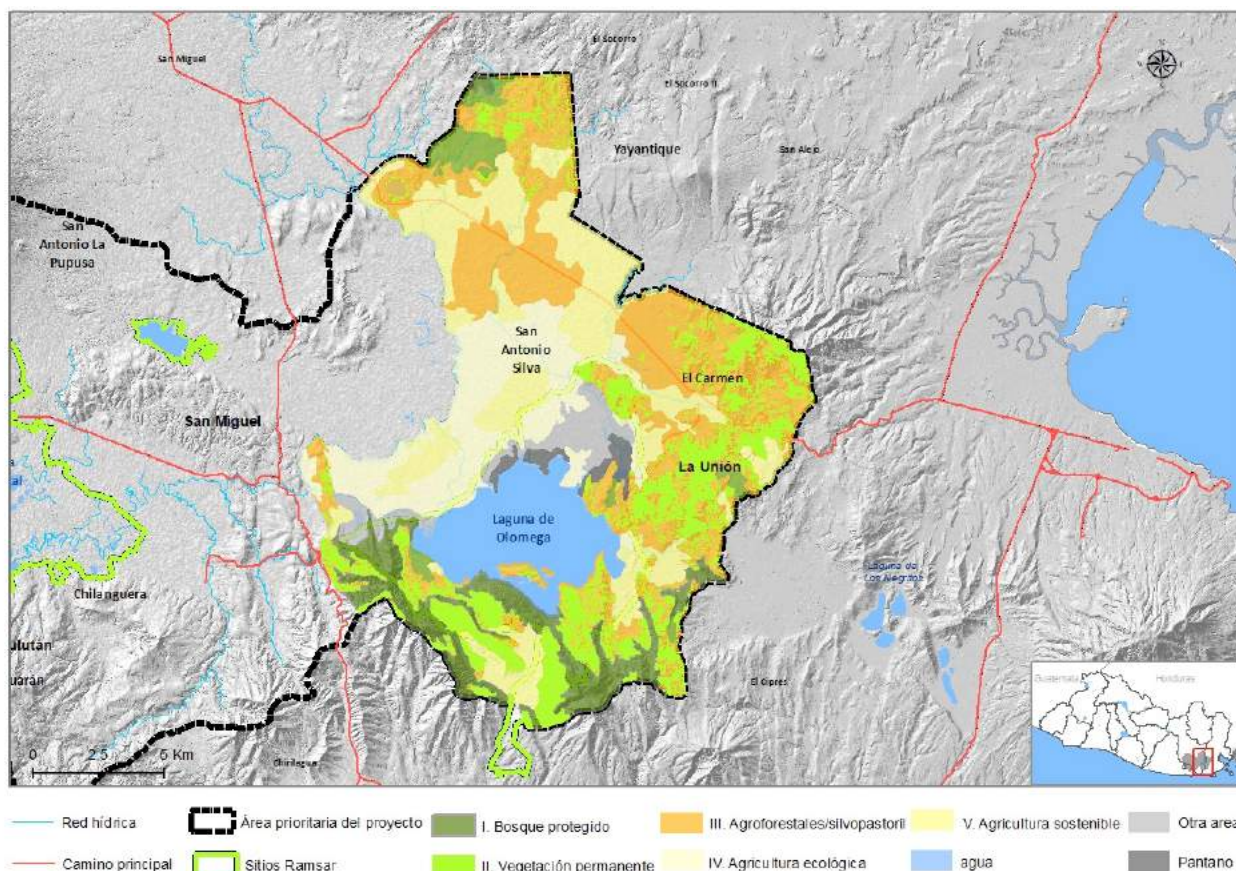 El Socorro
San Miguel
El Socorro II
Yayantique
San Alejo
San
Antonio La
Pupusa
San
Antonio
Silva
El Carmen
San Miguel
La Unión
Laguna de
Olomega
Laguna de
Los Negritos
Chilanguera
El Ciprés
Chirilagua
Guatemala
Honduras
0 2.5 5 Km
Red hídrica
Área prioritaria del proyecto
I. Bosque protegido
III. Agroforestales/silvopastoril
V. Agricultura sostenible
Otra area
Camino principal
Sitios Ramsar
II. Vegetación permanente
IV. Agricultura ecológica
agua
Pantano